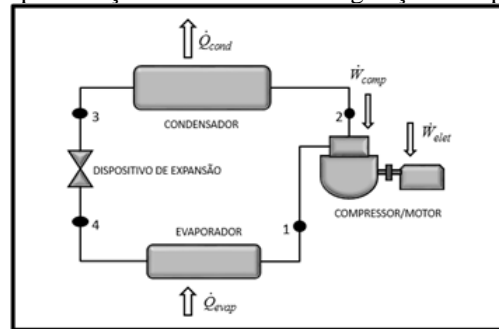 Q̇cond
Ẇcomp
3
2
CONDENSADOR
Ẇelet
DISPOSITIVO DE EXPANSÃO
4
EVAPORADOR
1
COMPRESSOR/MOTOR
Q̇evap